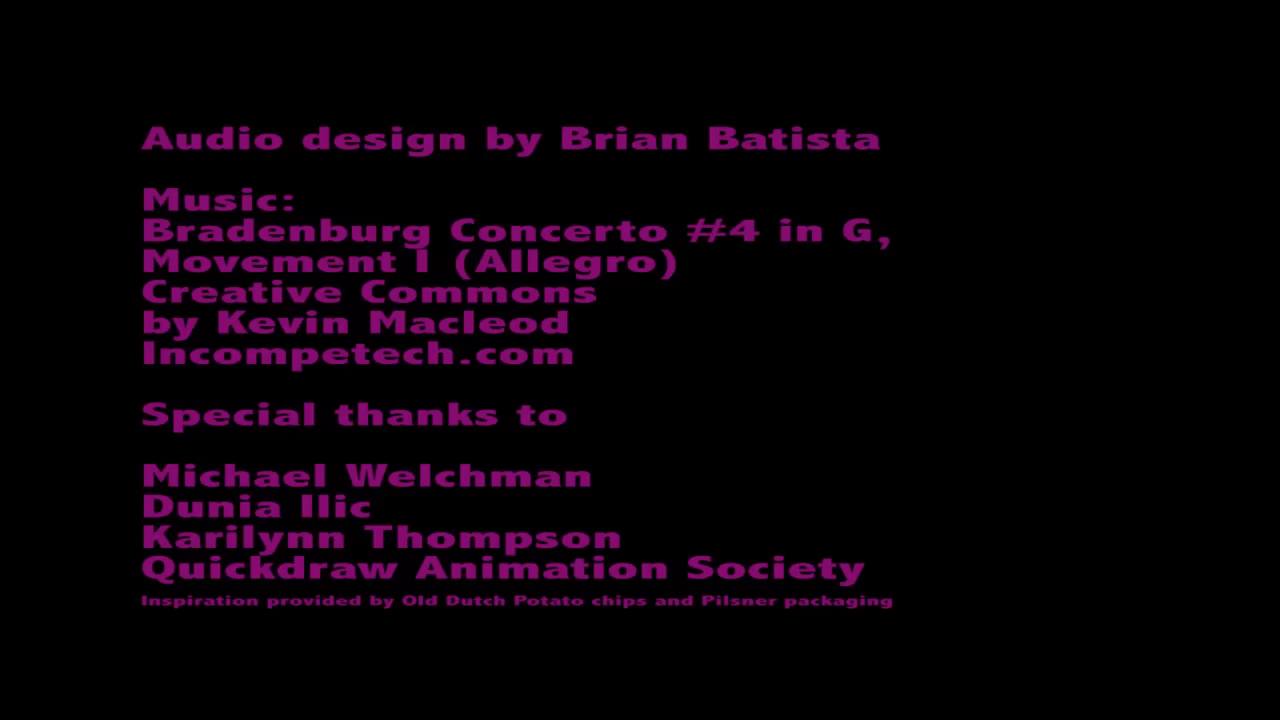 Audio design by Brian Batista
Music:
Bradenburg Concerto #4 in G,
Movement I (Allegro)
Creative Commons
by Kevin Macleod
Incompetech.com
Special thanks to
Michael Welchman
Dunia Ilic
Karilynn Thompson
Quickdraw Animation Society
Inspiration provided by Old Dutch Potato chips and Pilsner packaging